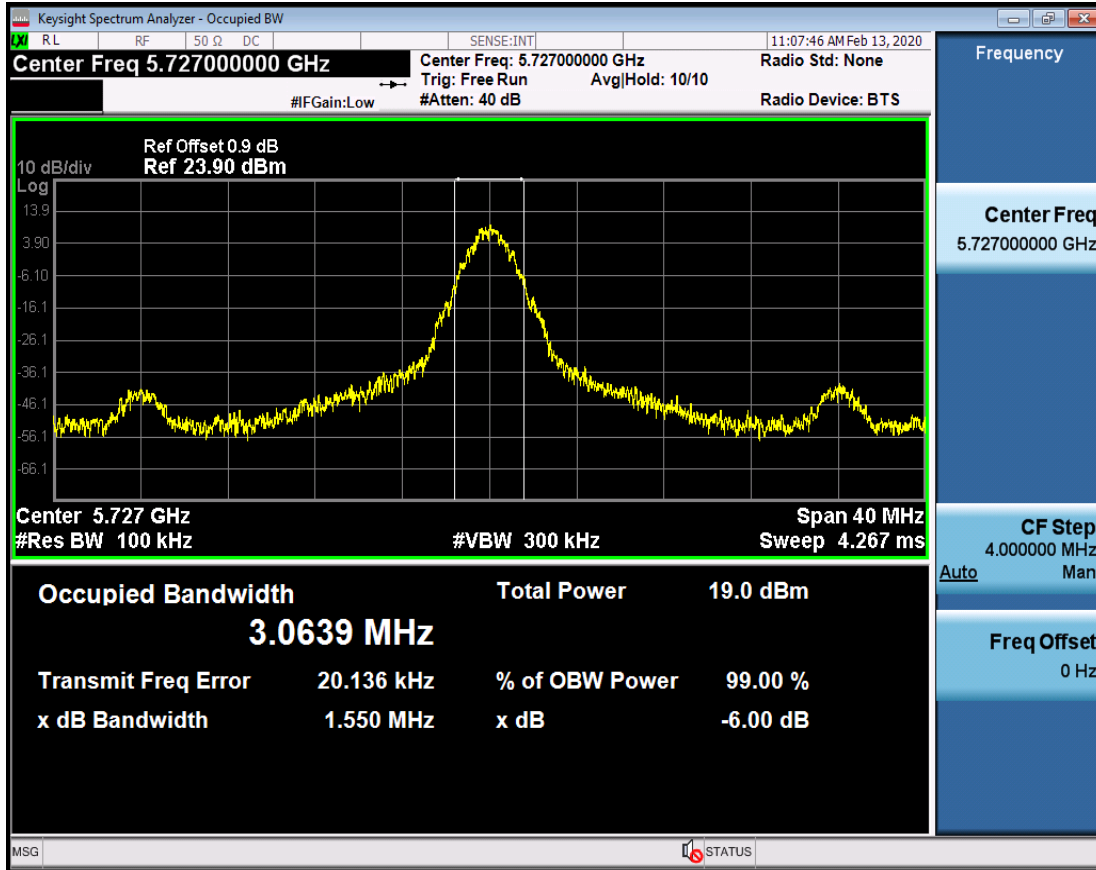 Keysight Spectrum Analyzer - Occupied BW
LXI RL RF 50 Ω DC SENSE:INT 11:07:46 AM Feb 13, 2020
Center Freq 5.727000000 GHz
Center Freq: 5.727000000 GHz
Radio Std: None
Trig: Free Run Avg|Hold: 10/10
#IFGain:Low #Atten: 40 dB Radio Device: BTS
Ref Offset 0.9 dB
10 dB/div Ref 23.90 dBm
Log
13.9
3.90
-6.10
-16.1
-26.1
-36.1
-46.1
-56.1
-66.1
Center 5.727 GHz Span 40 MHz
#Res BW 100 kHz #VBW 300 kHz Sweep 4.267 ms
Occupied Bandwidth Total Power 19.0 dBm
3.0639 MHz
Transmit Freq Error 20.136 kHz % of OBW Power 99.00 %
x dB Bandwidth 1.550 MHz x dB -6.00 dB
Frequency
Center Freq
5.727000000 GHz
CF Step
4.000000 MHz
Auto Man
Freq Offset
0 Hz
MSG STATUS